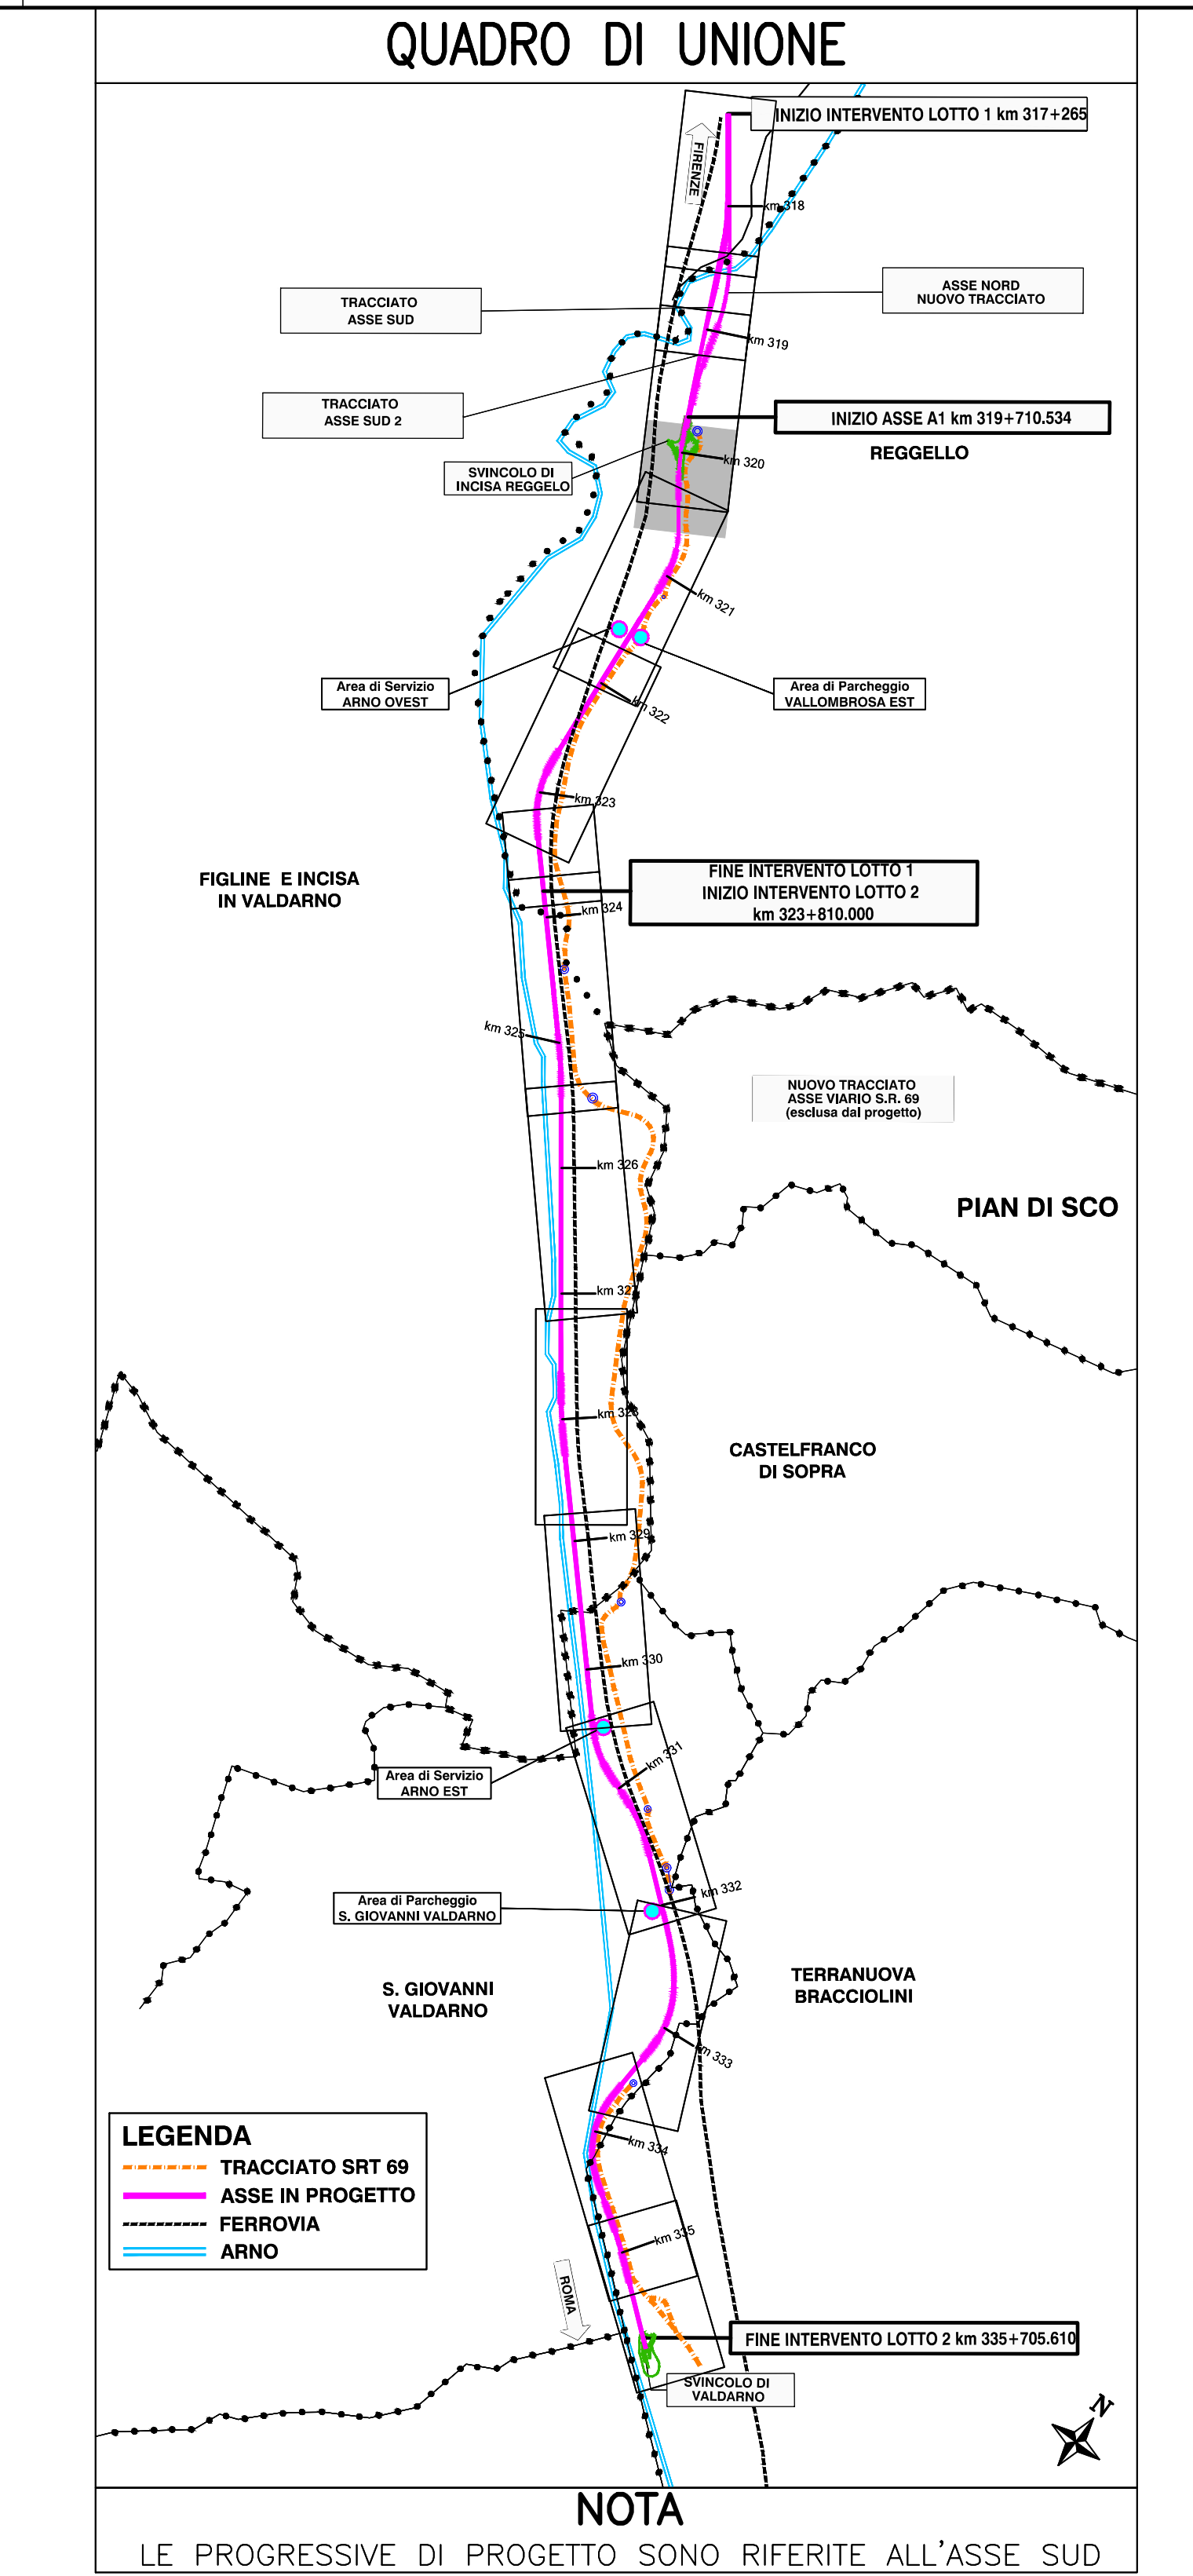 QUADRO DI UNIONE
INIZIO INTERVENTO LOTTO 1 km 317+265
FIRENZE
km 318
ASSE NORD
NUOVO TRACCIATO
TRACCIATO
ASSE SUD
km 319
TRACCIATO
ASSE SUD 2
INIZIO ASSE A1 km 319+710.534
REGGELLO
km 320
SVINCOLO DI
INCISA REGGELO
km 321
Area di Servizio
ARNO OVEST
Area di Parcheggio
VALLOMBROSA EST
km 322
km 323
FIGLINE E INCISA
IN VALDARNO
FINE INTERVENTO LOTTO 1
INIZIO INTERVENTO LOTTO 2
km 323+810.000
km 324
km 325
NUOVO TRACCIATO
ASSE VIARIO S.R. 69
(esclusa dal progetto)
km 326
PIAN DI SCO
km 327
km 328
CASTELFRANCO
DI SOPRA
km 329
km 330
km 331
Area di Servizio
ARNO EST
km 332
Area di Parcheggio
S. GIOVANNI VALDARNO
S. GIOVANNI
VALDARNO
TERRANUOVA
BRACCIOLINI
km 333
km 334
LEGENDA
TRACCIATO SRT 69
ASSE IN PROGETTO
FERROVIA
ARNO
km 335
ROMA
FINE INTERVENTO LOTTO 2 km 335+705.610
SVINCOLO DI
VALDARNO
N
NOTA
LE PROGRESSIVE DI PROGETTO SONO RIFERITE ALL'ASSE SUD